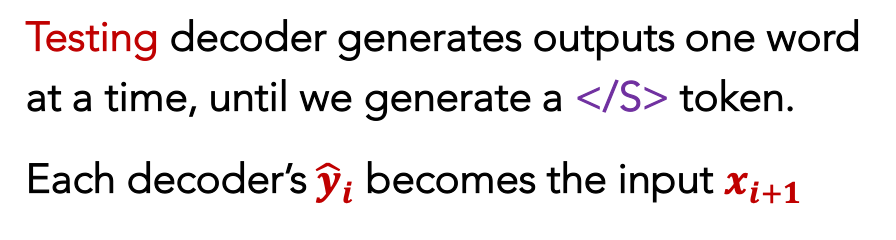 Testing decoder generates outputs one word
at a time, until we generate a </S> token.
Each decoder's ŷᵢ becomes the input xᵢ₊₁